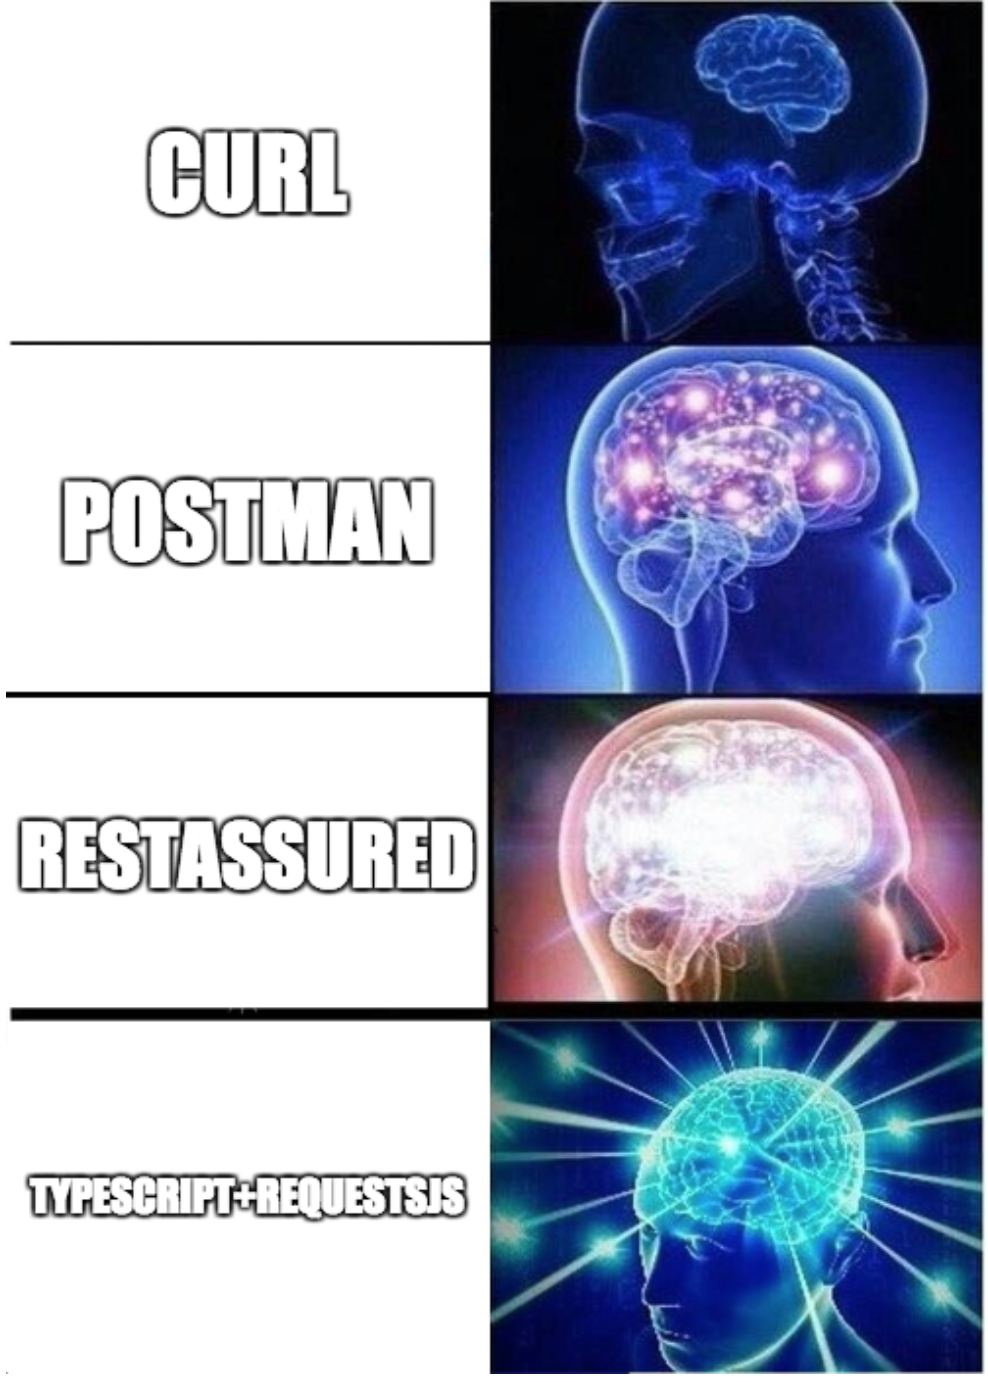 CURL
POSTMAN
RESTASSURED
TYPESCRIPT+REQUESTSJS